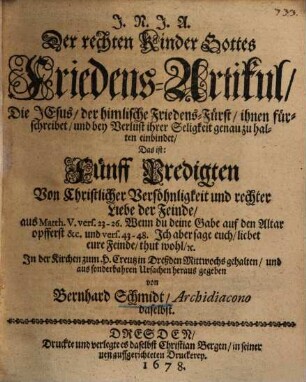 J. N. J. A.
Der rechten Kinder Gottes
Friedens-Artikul/
Die JEsus/der himlische Friedens-Fürst/ihnen für-
schreibet/und bey Verlust ihrer Seligkeit genau zu hal-
ten einbindet/
Das ist:
Fünff Predigten
Von Christlicher Versöhnligkeit und rechter
Liebe der Feinde/
aus Matth. V. vers. 23-26. Wenn du deine Gabe auf den Altar
opfferst &c. und vers. 43-48. Ich aber sage euch/liebet
eure Feinde/thut wohl/&c.
In der Kirchen zum H. Creutz in Dreßden Mittwochs gehalten/und
aus sonderbahren Ursachen heraus gegeben
von
Bernhard Schmidt/Archidiacono
daselbst.
DRESDEN/
Druckts und verlegts es daselbst Christian Bergen/in seiner
neu auffgerichteten Druckerey.
1678.